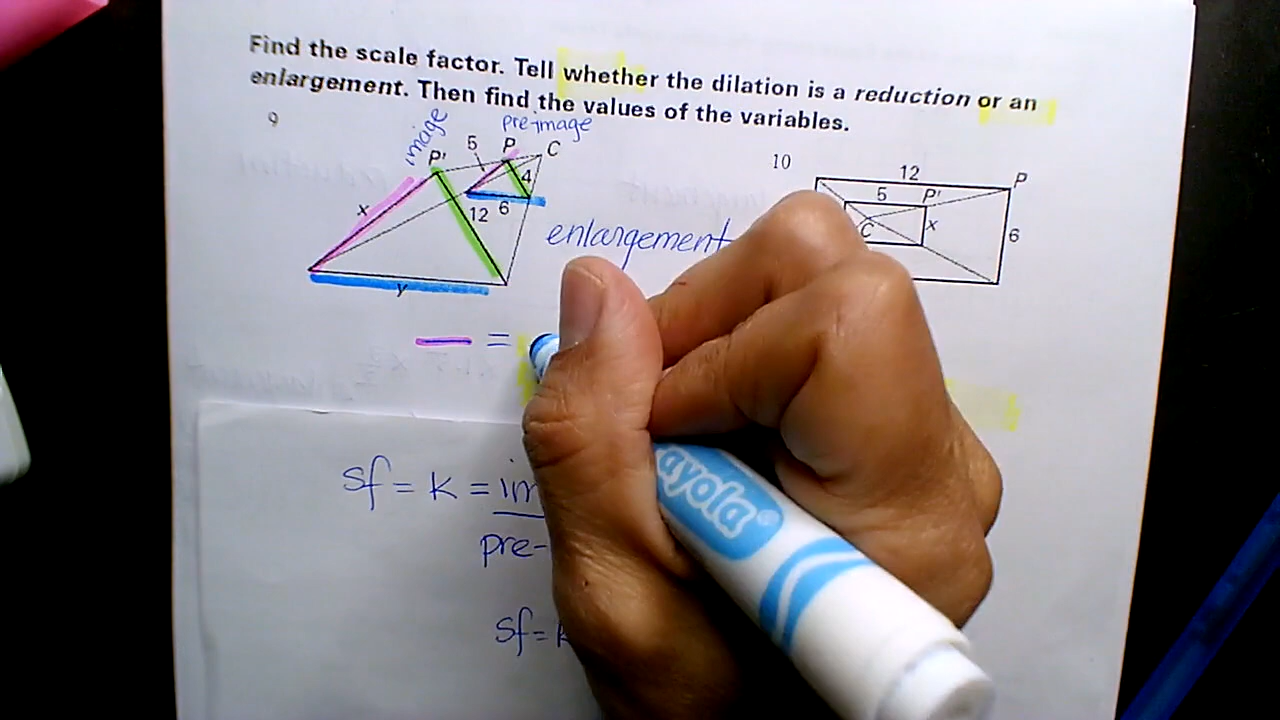 Find the scale factor. Tell whether the dilation is a reduction or an
enlargement. Then find the values of the variables.
9
image
pre-image
P'
5
P
C
4
x
12
6
y
enlargement
=
10
12
P
5
P'
C
x
6
sf = k = im
pre-
sf =
ayola